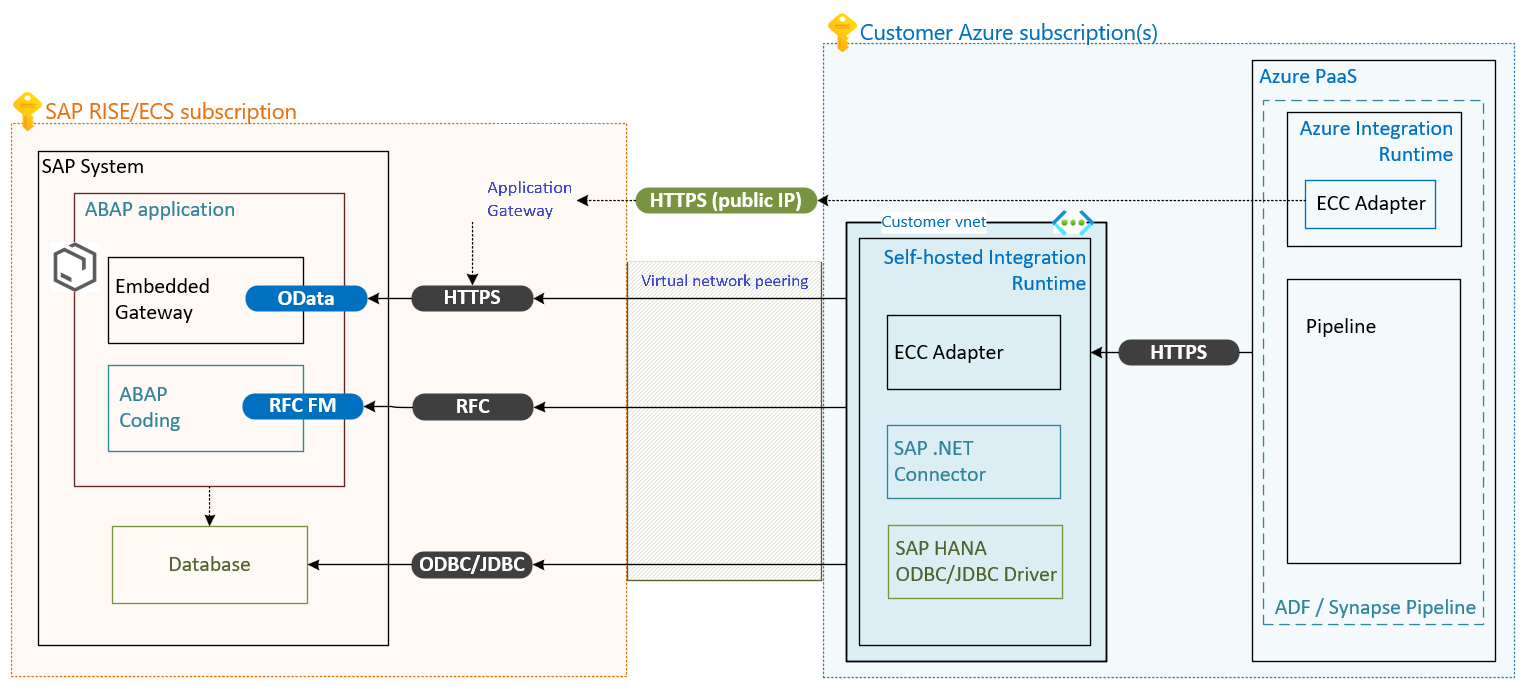 Customer Azure subscription(s)
Azure PaaS
SAP RISE/ECS subscription
Azure Integration
Runtime
SAP System
Application
Gateway
HTTPS (public IP)
ECC Adapter
ABAP application
Customer vnet
Self-hosted Integration
Runtime
Virtual network peering
Embedded
Gateway
OData
HTTPS
Pipeline
ECC Adapter
HTTPS
ABAP
Coding
RFC FM
RFC
SAP .NET
Connector
Database
ODBC/JDBC
SAP HANA
ODBC/JDBC Driver
ADF / Synapse Pipeline